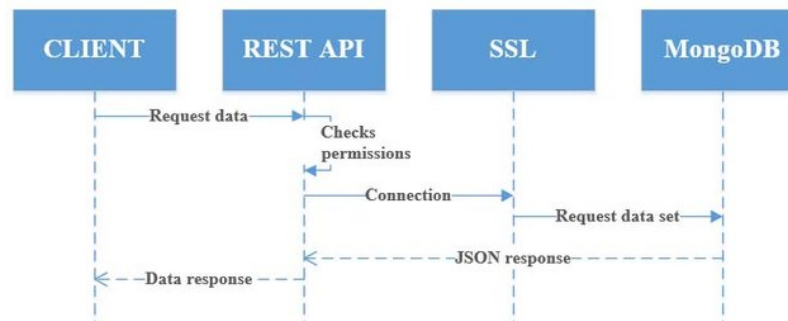 CLIENT
REST API
SSL
MongoDB
Request data
Checks
permissions
Connection
Request data set
JSON response
Data response